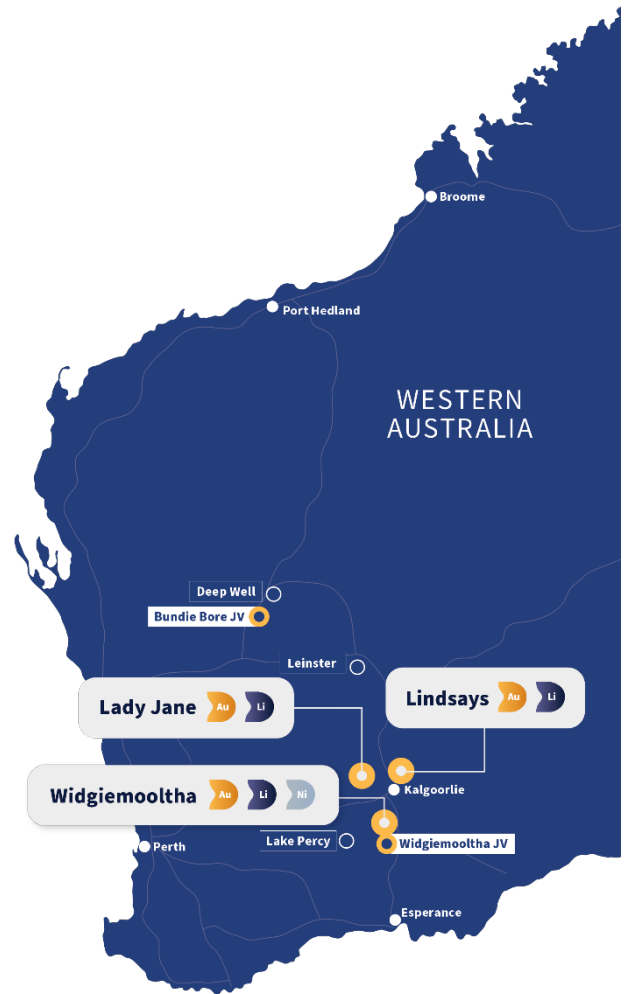 Broome
Port Hedland
WESTERN
AUSTRALIA
Deep Well
Bundie Bore JV
Leinster
Lady Jane Au Li
Lindsays Au Li
Widgiemooltha Au Li Ni
Kalgoorlie
Lake Percy
Widgiemooltha JV
Perth
Esperance